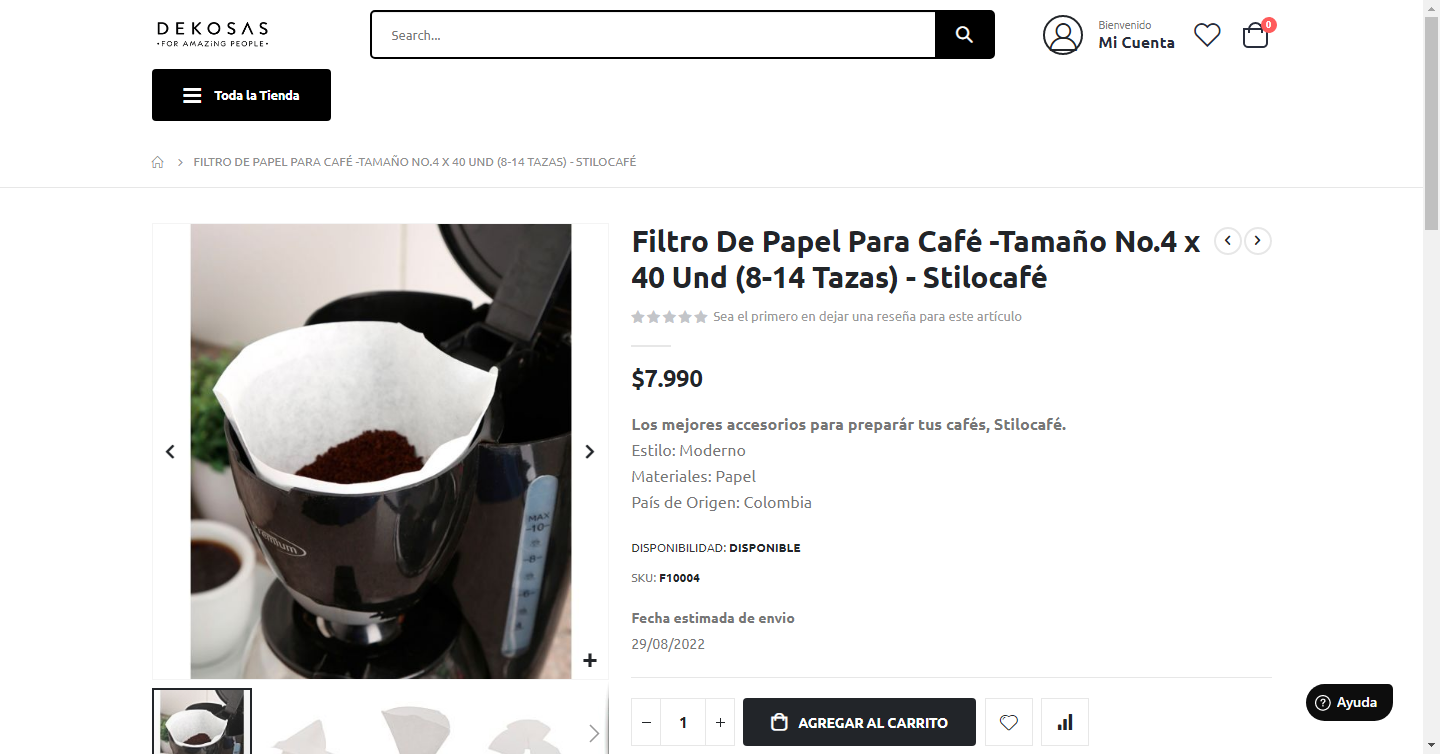 DEKOSAS
•FOR AMAZiNG PEOPLE•
Search...
Bienvenido
Mi Cuenta
0
Toda la Tienda
FILTRO DE PAPEL PARA CAFÉ -TAMAÑO NO.4 X 40 UND (8-14 TAZAS) - STILOCAFÉ
Filtro De Papel Para Café -Tamaño No.4 x
40 Und (8-14 Tazas) - Stilocafé
Sea el primero en dejar una reseña para este artículo
$7.990
Los mejores accesorios para preparár tus cafés, Stilocafé.
Estilo: Moderno
Materiales: Papel
País de Origen: Colombia
DISPONIBILIDAD: DISPONIBLE
SKU: F10004
Fecha estimada de envio
29/08/2022
MAX
-10-
-8-
1
AGREGAR AL CARRITO
Ayuda